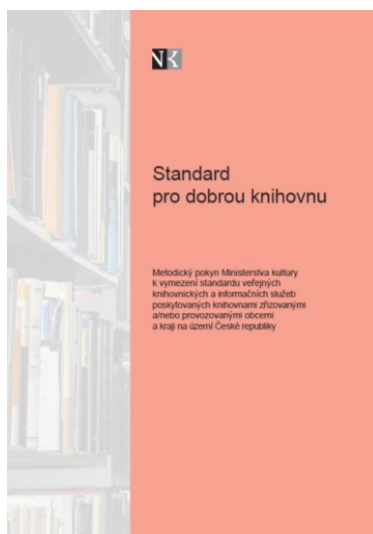 NK
Standard
pro dobrou knihovnu
Metodický pokyn Ministerstva kultury
k vymezení standardu veřejných
knihovnických a informačních služeb
poskytovaných knihovnami zřizovanými
a/nebo provozovanými obcemi
a kraji na území České republiky